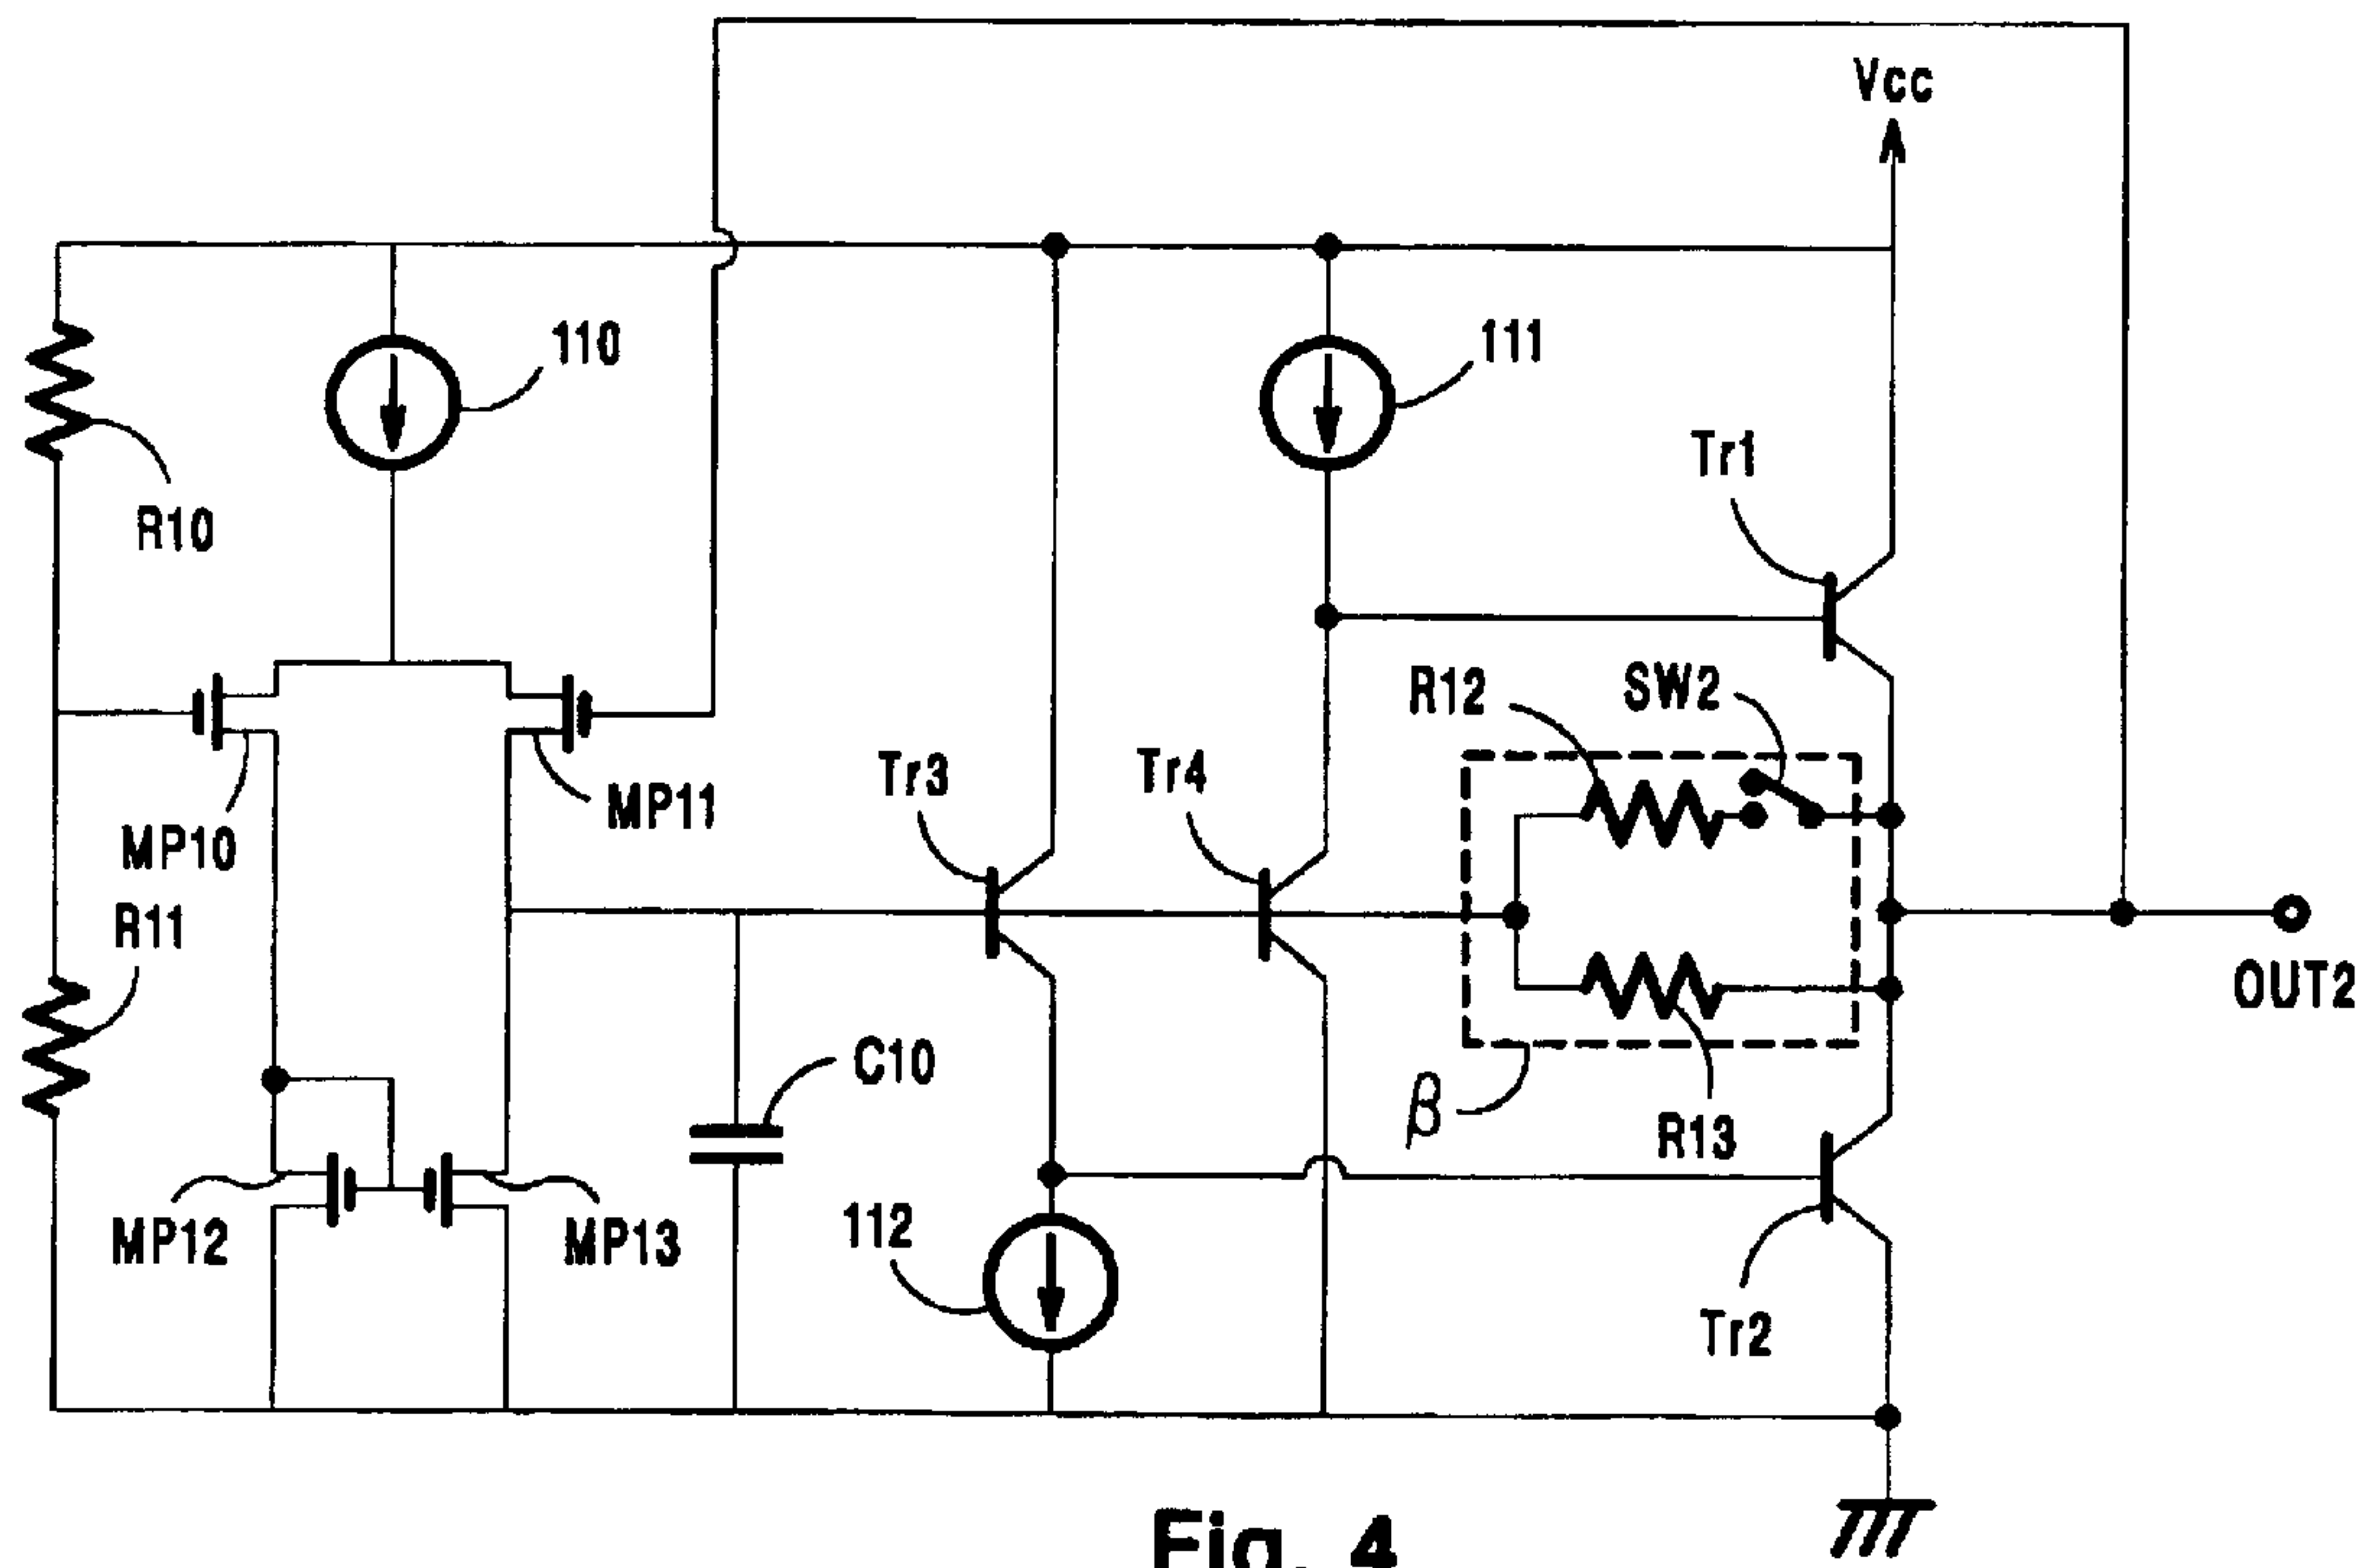 Vcc
110
111
Tr1
R10
R12
SW2
Tr3
Tr4
MP11
MP10
R11
OUT2
C10
β
R13
112
MP12
MP13
Tr2
Fig. 4